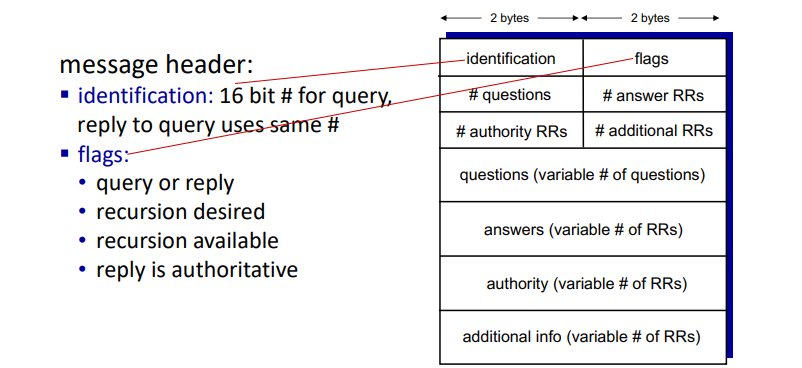 message header:
▪ identification: 16 bit # for query,
reply to query uses same #
▪ flags:
• query or reply
• recursion desired
• recursion available
• reply is authoritative
2 bytes 2 bytes
identification flags
# questions # answer RRs
# authority RRs # additional RRs
questions (variable # of questions)
answers (variable # of RRs)
authority (variable # of RRs)
additional info (variable # of RRs)